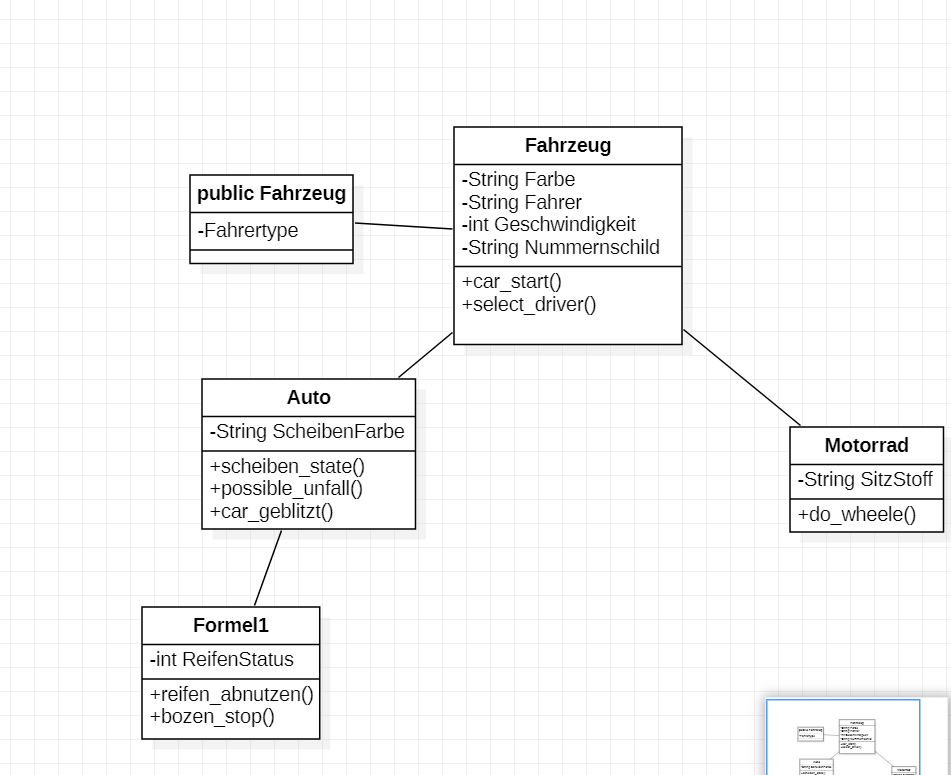 Fahrzeug
-String Farbe
-String Fahrer
-int Geschwindigkeit
-String Nummernschild
+car_start()
+select_driver()
public Fahrzeug
-Fahrertype
Auto
-String ScheibenFarbe
+scheiben_state()
+possible_unfall()
+car_geblitzt()
Motorrad
-String SitzStoff
+do_wheele()
Formel1
-int ReifenStatus
+reifen_abnutzen()
+bozen_stop()